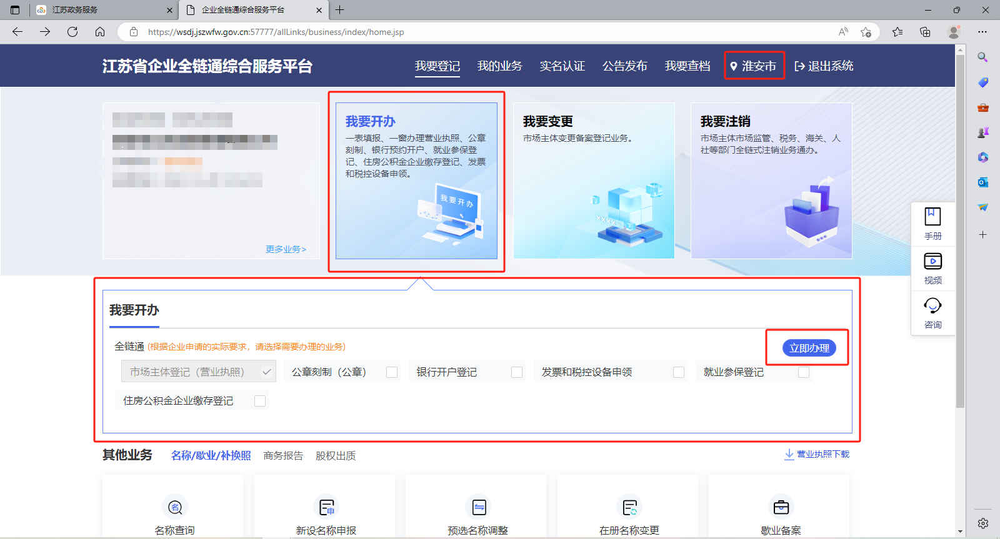 江苏政务服务
企业全链通综合服务平台
https://wsdj.jszwfw.gov.cn:57777/allLinks/business/index/home.jsp
江苏省企业全链通综合服务平台
我要登记 我的业务 实名认证 公告发布 我要查档 淮安市 退出系统
更多业务>
我要开办
一表填报、一窗办理营业执照、公章
刻制、银行预约开户、就业参保登
记、住房公积金企业缴存登记、发票
和税控设备申领。
我要开办
我要变更
市场主体变更备案登记业务。
XXXX
我要注销
市场主体市场监管、税务、海关、人
社等部门全链式注销业务通办。
手册
视频
咨询
我要开办
全链通 (根据企业申请的实际要求，请选择需要办理的业务)
立即办理
市场主体登记（营业执照） 公章刻制（公章） 银行开户登记 发票和税控设备申领 就业参保登记
住房公积金企业缴存登记
其他业务 名称/歇业/补换照 商务报告 股权出质 营业执照下载
名称查询 新设名称申报 预选名称调整 在册名称变更 歇业备案